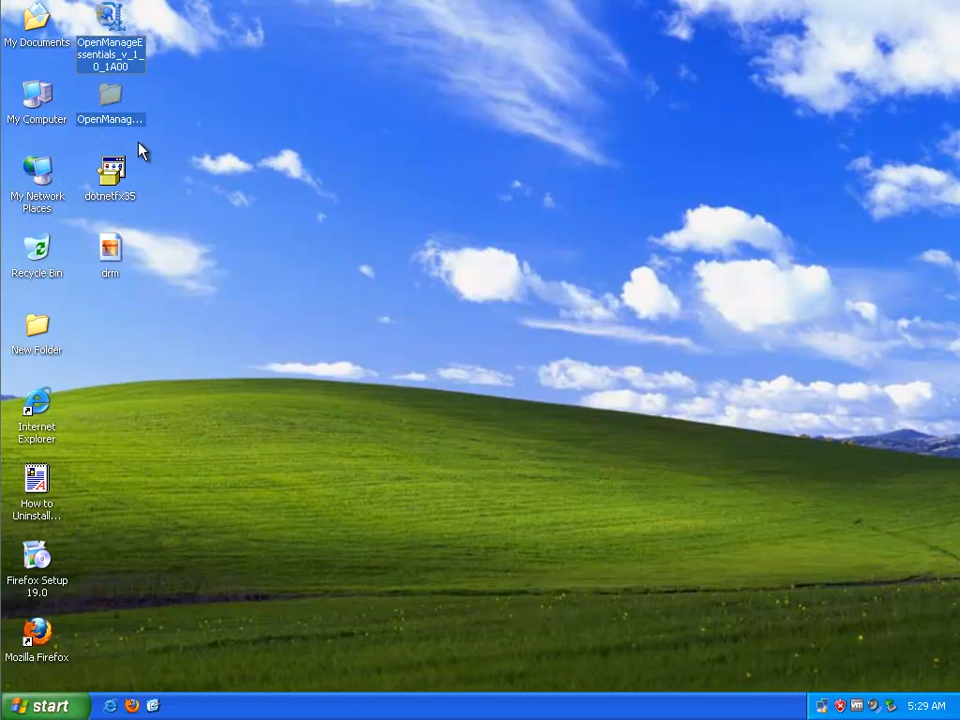 My Documents
OpenManageE
ssentials_v_1_
0_1A00
My Computer
OpenManag...
My Network
Places
dotnetfx35
Recycle Bin
drm
New Folder
Internet
Explorer
How to
Uninstall...
Firefox Setup
19.0
Mozilla Firefox
start
vm
5:29 AM